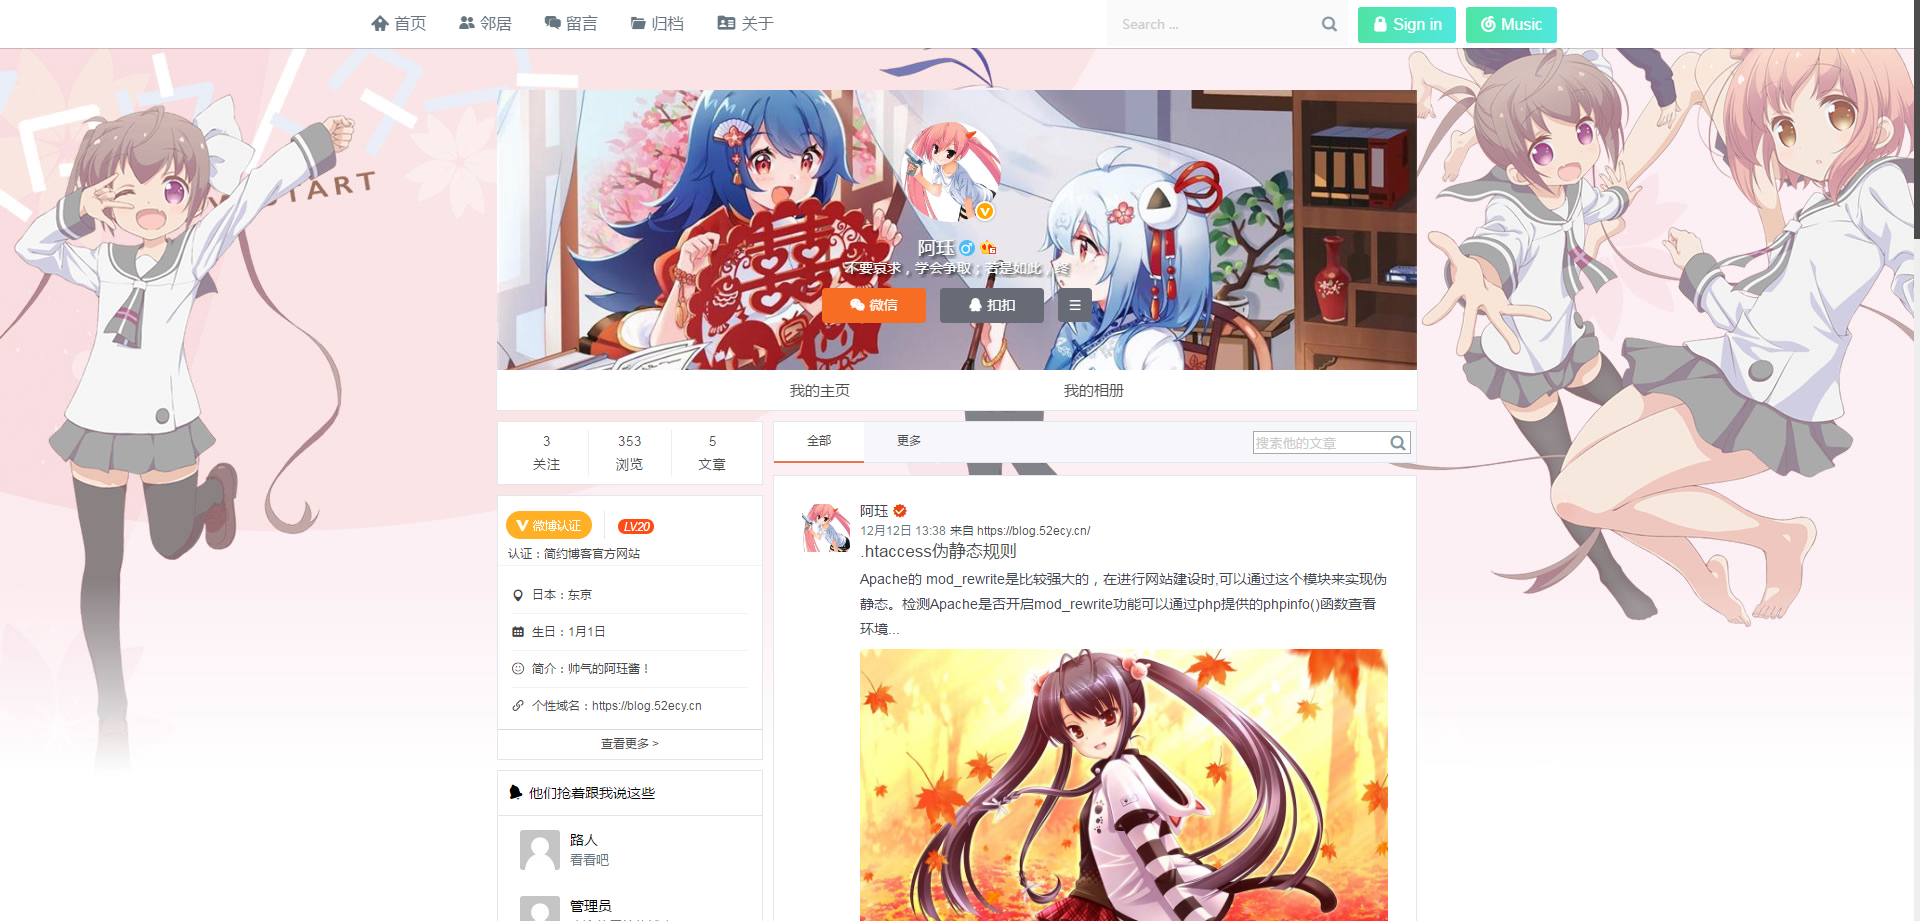 首页
邻居
留言
归档
关于
Search ...
Sign in
Music
START
囍
阿珏
不要哀求，学会争取；若是如此，终
微信
扣扣
我的主页
我的相册
3
关注
353
浏览
5
文章
全部
更多
搜索他的文章
微博认证
LV20
认证：简约博客官方网站
日本：东京
生日：1月1日
简介：帅气的阿珏酱！
个性域名：https://blog.52ecy.cn
查看更多 >
他们抢着跟我说这些
路人
看看吧
管理员
阿珏
12月12日 13:38 来自 https://blog.52ecy.cn/
.htaccess伪静态规则
Apache的 mod_rewrite是比较强大的，在进行网站建设时,可以通过这个模块来实现伪
静态。检测Apache是否开启mod_rewrite功能可以通过php提供的phpinfo()函数查看
环境...